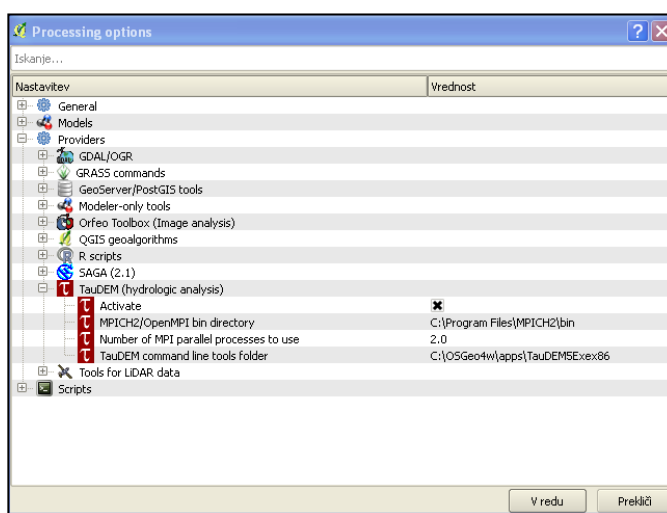 Processing options
Iskanje...
Nastavitev Vrednost
General
Models
Providers
GDAL/OGR
GRASS commands
GeoServer/PostGIS tools
Modeler-only tools
Orfeo Toolbox (Image analysis)
QGIS geoalgorithms
R scripts
SAGA (2.1)
TauDEM (hydrologic analysis)
Activate
MPICH2/OpenMPI bin directory C:\Program Files\MPICH2\bin
Number of MPI parallel processes to use 2.0
TauDEM command line tools folder C:\OSGeo4w\apps\TauDEM5Exex86
Tools for LiDAR data
Scripts
V redu Prekliči